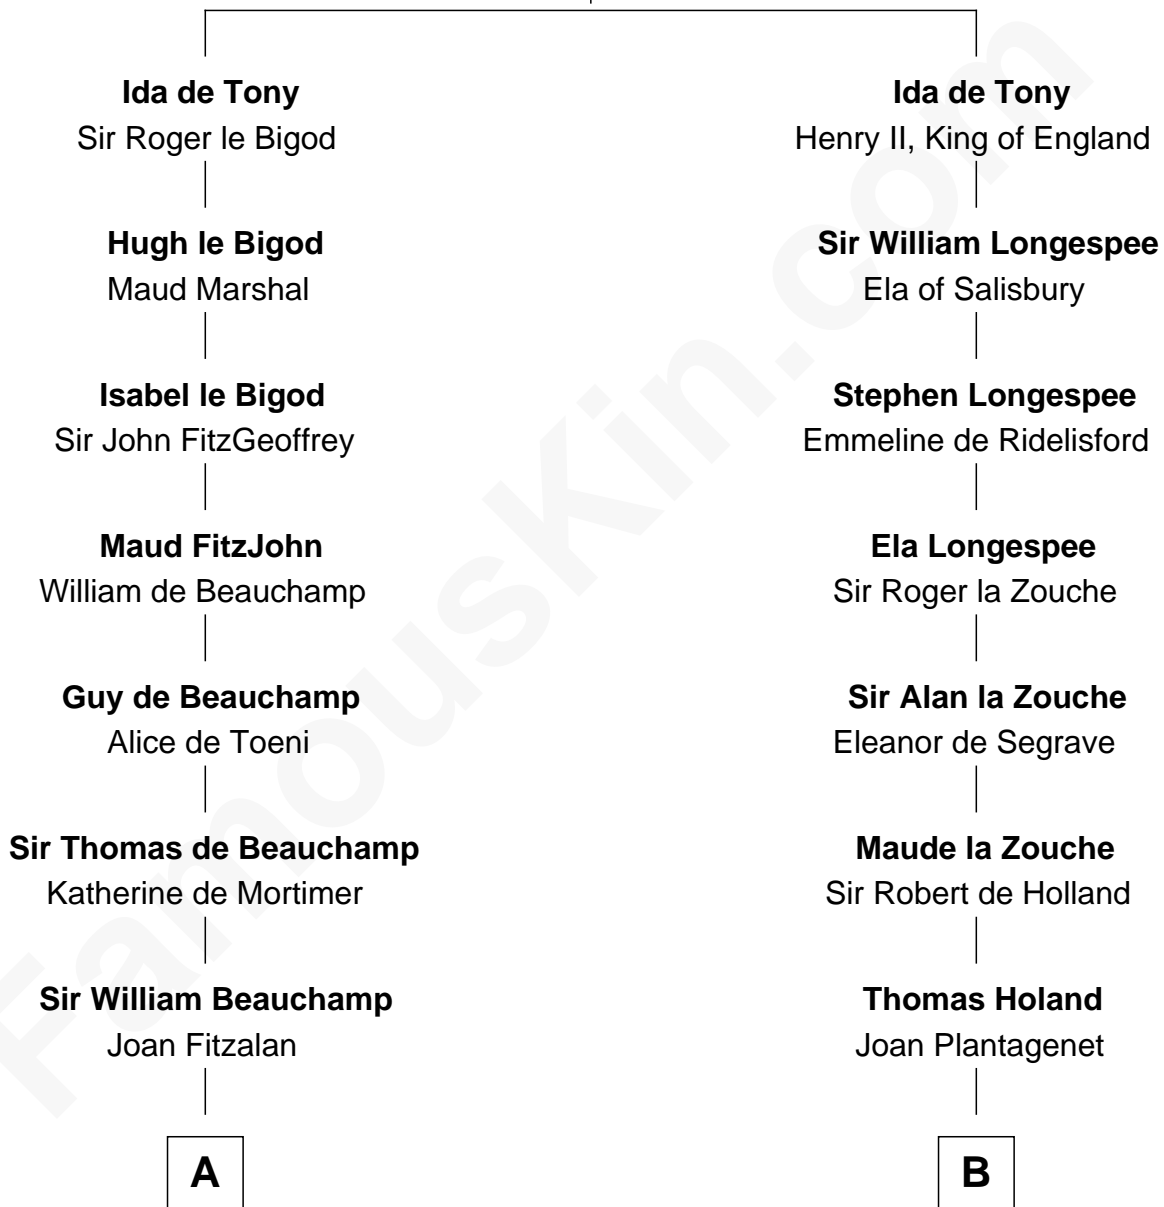 Ida de Tony
Sir Roger le Bigod
Hugh le Bigod
Maud Marshal
Isabel le Bigod
Sir John FitzGeoffrey
Maud FitzJohn
William de Beauchamp
Guy de Beauchamp
Alice de Toeni
Sir Thomas de Beauchamp
Katherine de Mortimer
Sir William Beauchamp
Joan Fitzalan
A
Ida de Tony
Henry II, King of England
Sir William Longespee
Ela of Salisbury
Stephen Longespee
Emmeline de Ridelisford
Ela Longespee
Sir Roger la Zouche
Sir Alan la Zouche
Eleanor de Segrave
Maude la Zouche
Sir Robert de Holland
Thomas Holand
Joan Plantagenet
B
FamousKin.com